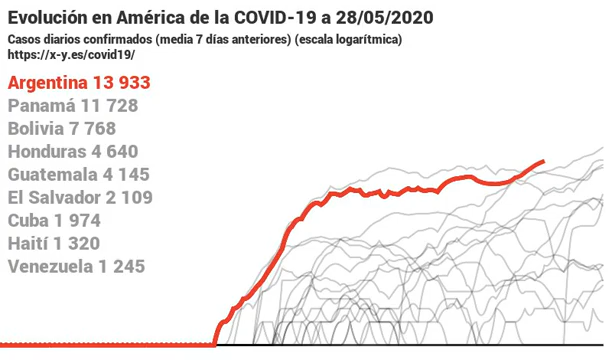 Evolución en América de la COVID-19 a 28/05/2020
Casos diarios confirmados (media 7 días anteriores) (escala logarítmica)
https://x-y.es/covid19/
Argentina 13 933
Panamá 11 728
Bolivia 7 768
Honduras 4 640
Guatemala 4 145
El Salvador 2 109
Cuba 1 974
Haití 1 320
Venezuela 1 245